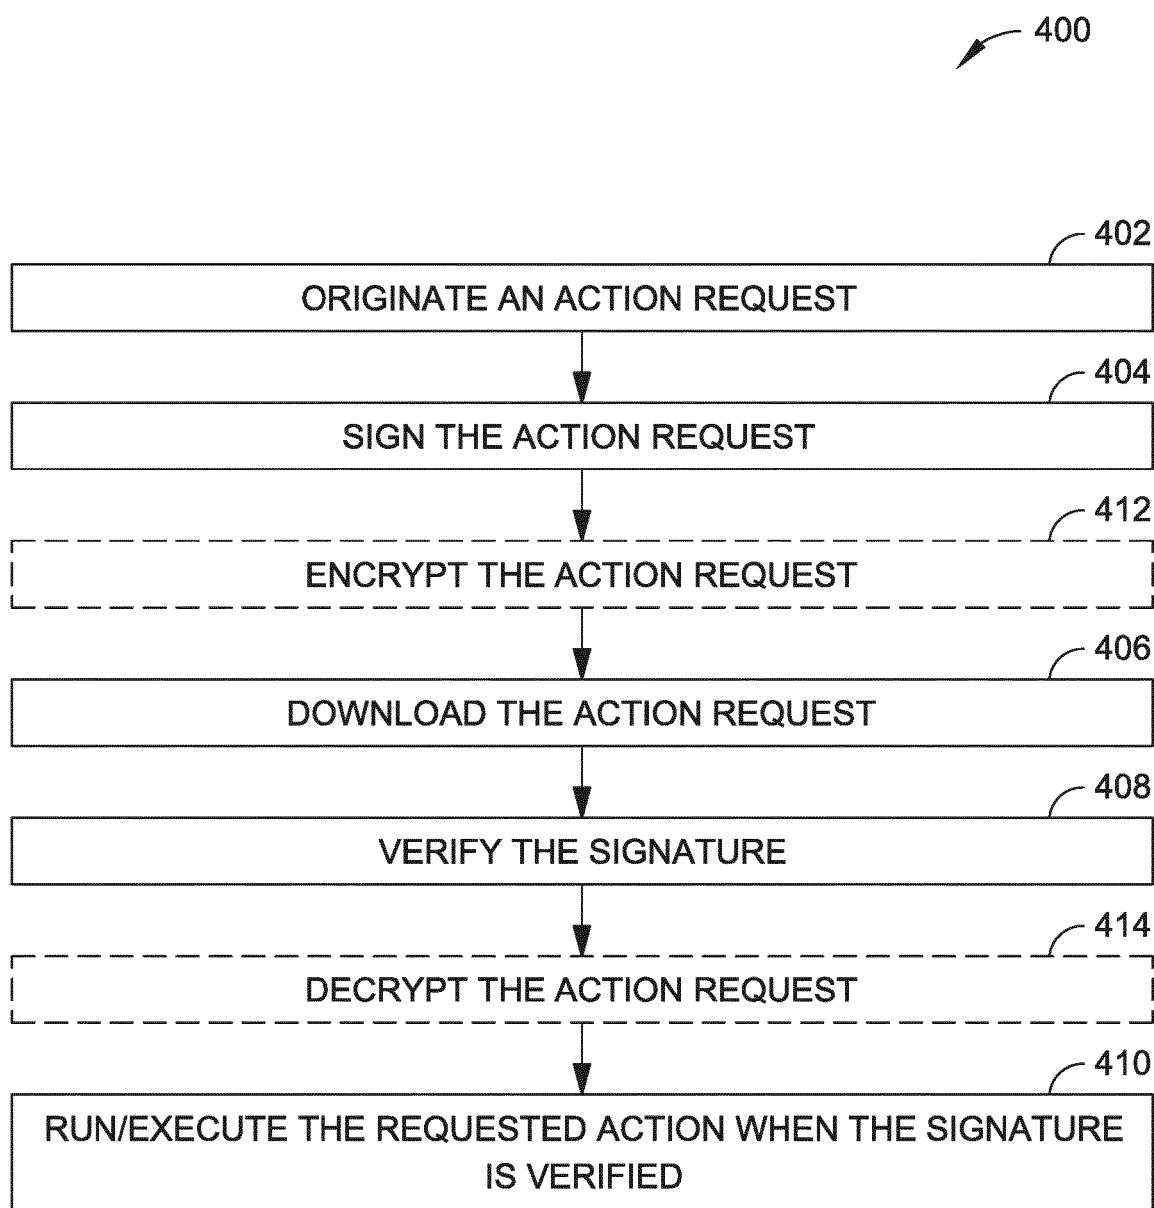 400
402
ORIGINATE AN ACTION REQUEST
404
SIGN THE ACTION REQUEST
412
ENCRYPT THE ACTION REQUEST
406
DOWNLOAD THE ACTION REQUEST
408
VERIFY THE SIGNATURE
414
DECRYPT THE ACTION REQUEST
410
RUN/EXECUTE THE REQUESTED ACTION WHEN THE SIGNATURE
IS VERIFIED